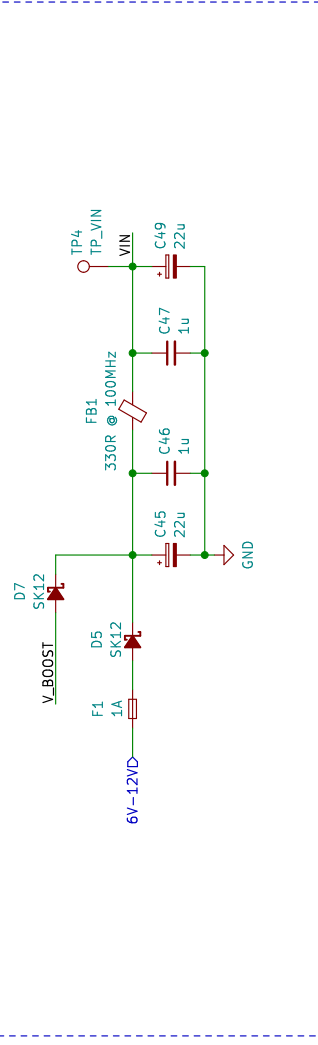 TP4
TP_VIN
VIN
C49
22u
C47
1u
FB1
330R @ 100MHz
C46
1u
C45
22u
GND
D7
SK12
D5
SK12
V_BOOST
F1
1A
6V-12V